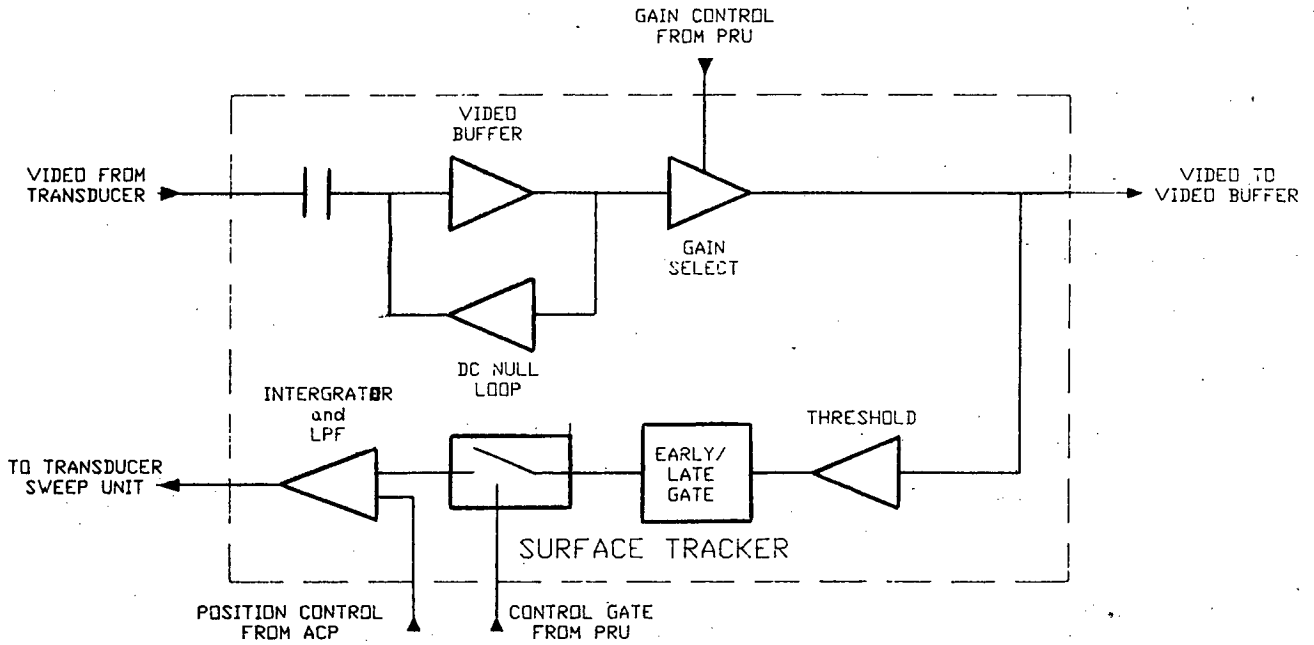 GAIN CONTROL
FROM PRU
VIDEO
BUFFER
VIDEO FROM
TRANSDUCER
VIDEO TO
VIDEO BUFFER
GAIN
SELECT
DC NULL
LOOP
INTERGRATOR
and
LPF
THRESHOLD
EARLY/
LATE
GATE
TO TRANSDUCER
SWEEP UNIT
SURFACE TRACKER
POSITION CONTROL
FROM ACP
CONTROL GATE
FROM PRU